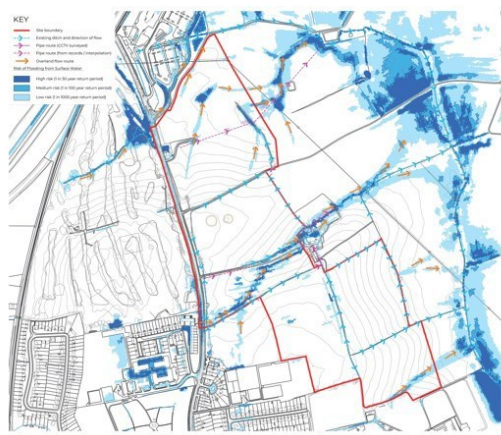 KEY
Site boundary
Existing ditch and direction of flow
Pipe route (CCTV surveyed)
Pipe route (from records / interpolation)
Overland flow route
Risk of Flooding from Surface Water
High risk (1 in 30 year return period)
Medium risk (1 in 100 year return period)
Low risk (1 in 1000 year return period)